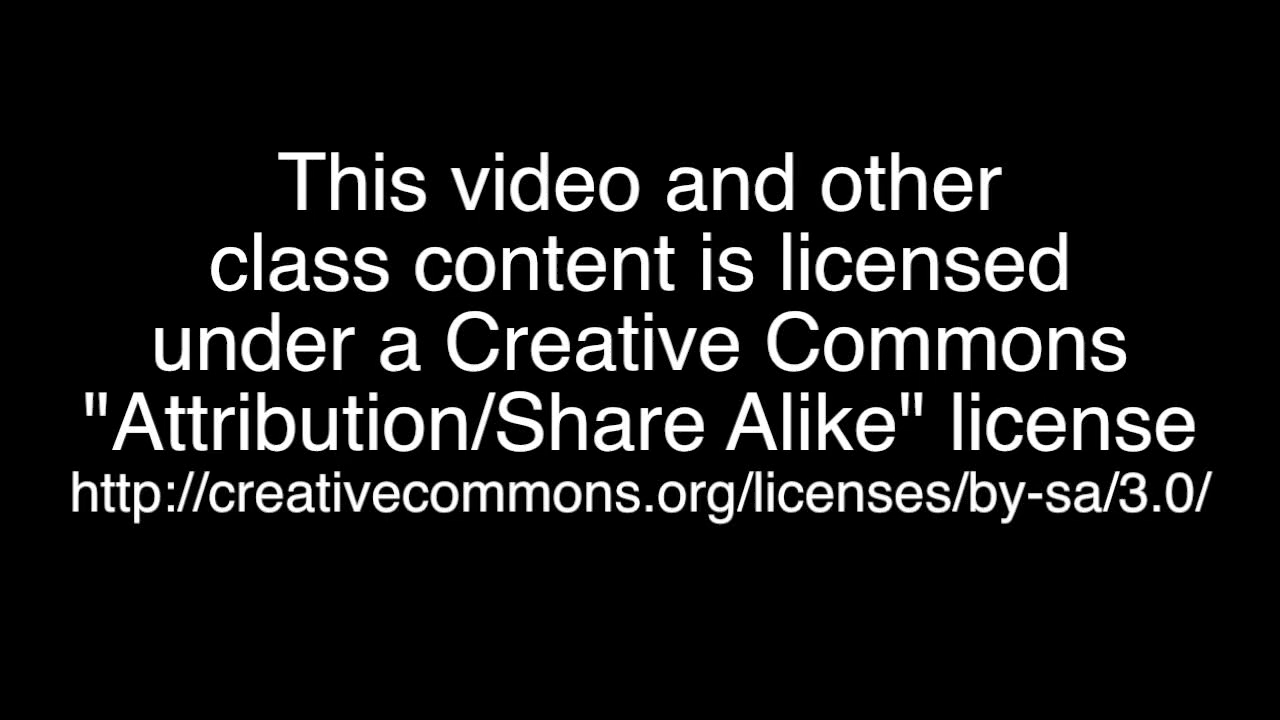 This video and other
class content is licensed
under a Creative Commons
"Attribution/Share Alike" license
http://creativecommons.org/licenses/by-sa/3.0/